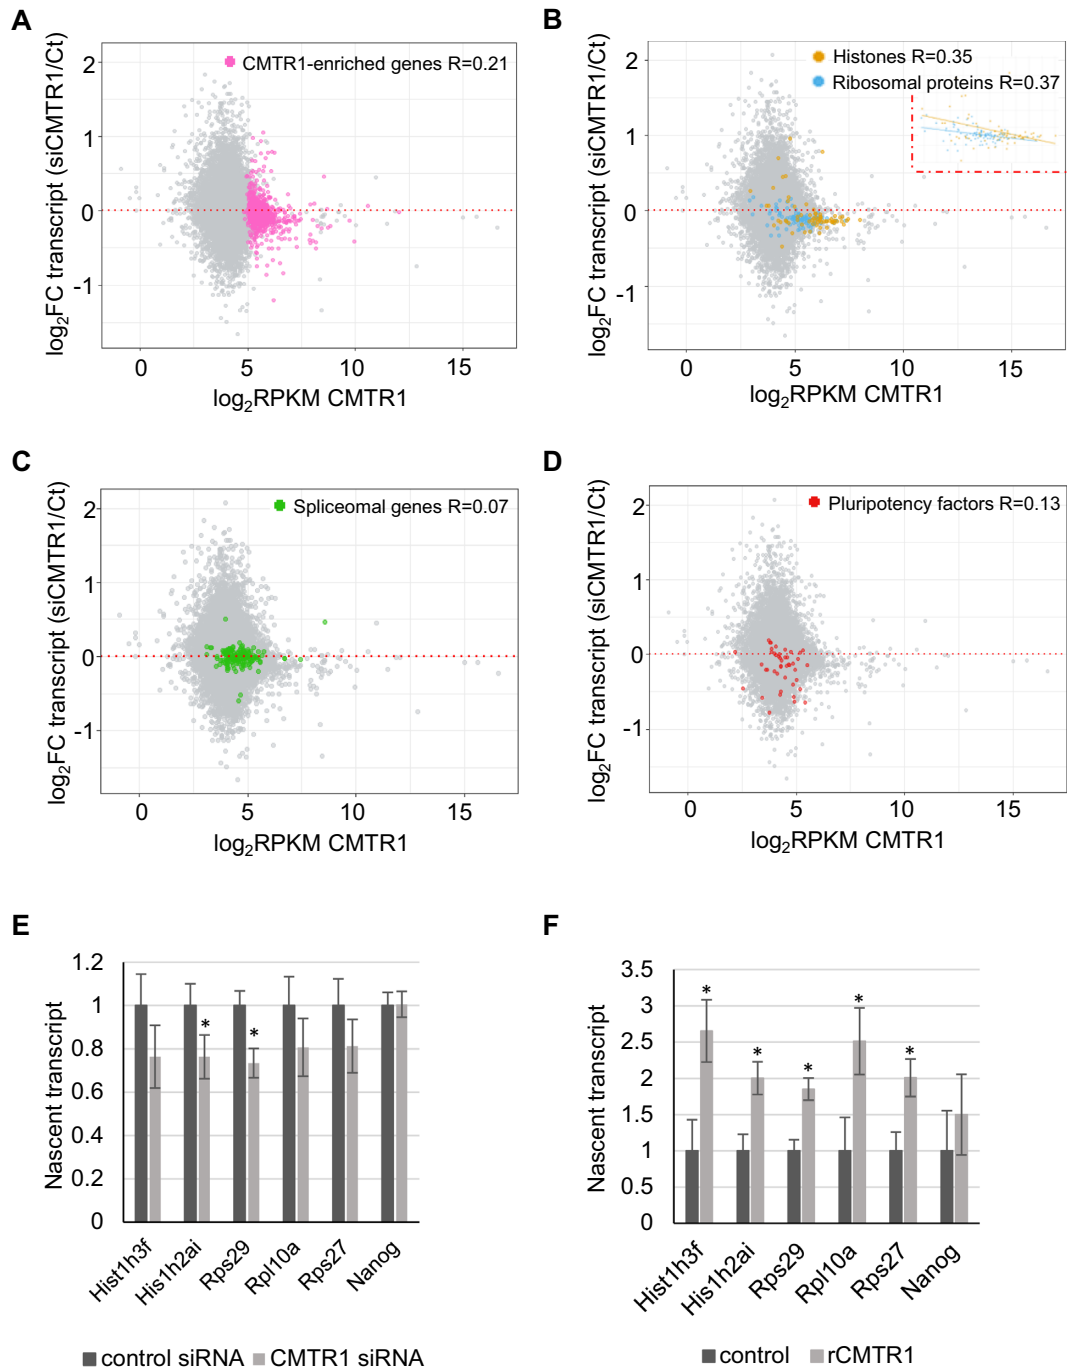 A
log₂FC transcript (siCMTR1/Ct)
CMTR1-enriched genes R=0.21
2
1
0
-1
0 5 10 15
log₂RPKM CMTR1
B
log₂FC transcript (siCMTR1/Ct)
Histones R=0.35
Ribosomal proteins R=0.37
2
1
0
-1
0 5 10 15
log₂RPKM CMTR1
C
log₂FC transcript (siCMTR1/Ct)
Spliceomal genes R=0.07
2
1
0
-1
0 5 10 15
log₂RPKM CMTR1
D
log₂FC transcript (siCMTR1/Ct)
Pluripotency factors R=0.13
2
1
0
-1
0 5 10 15
log₂RPKM CMTR1
E
Nascent transcript
1.2
1
0.8
0.6
0.4
0.2
0
* *
Hist1h3f His1h2ai Rps29 Rpl10a Rps27 Nanog
control siRNA CMTR1 siRNA
F
Nascent transcript
3.5
3
2.5
2
1.5
1
0.5
0
* * * * *
Hist1h3f His1h2ai Rps29 Rpl10a Rps27 Nanog
control rCMTR1